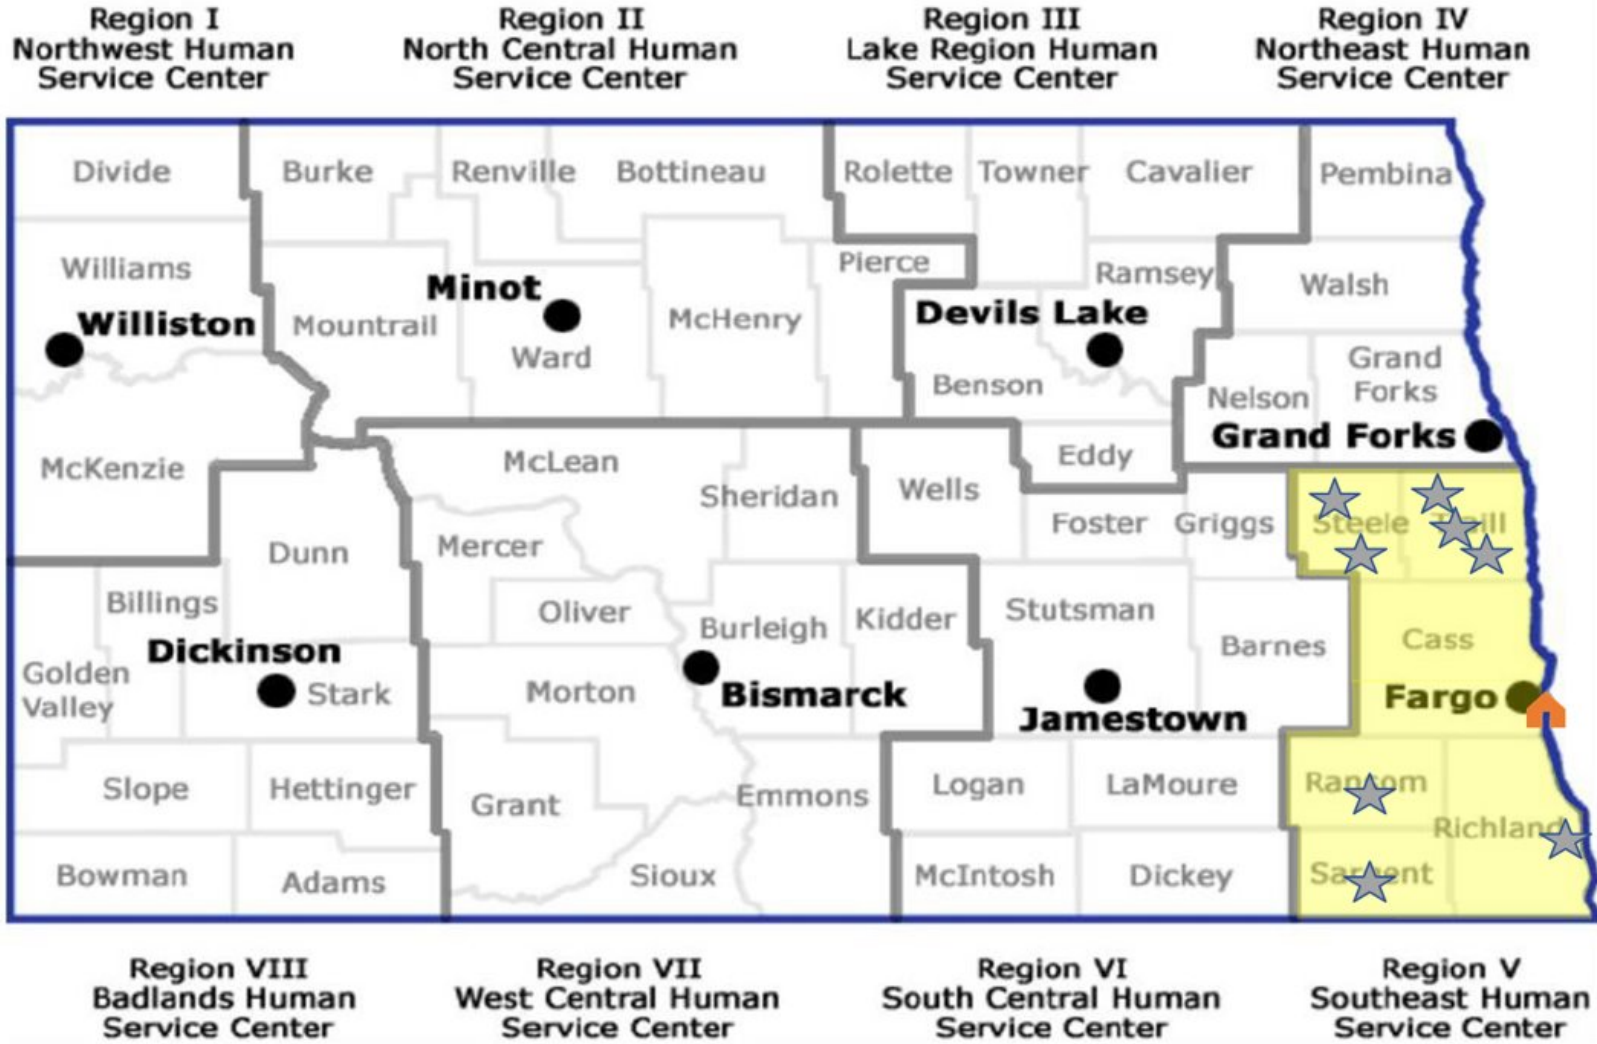 Region I
Northwest Human
Service Center
Region II
North Central Human
Service Center
Region III
Lake Region Human
Service Center
Region IV
Northeast Human
Service Center
Divide
Burke
Renville
Bottineau
Rolette
Towner
Cavalier
Pembina
Williams
Williston
Mountrail
Minot
Ward
McHenry
Pierce
Ramsey
Devils Lake
Benson
Walsh
Nelson
Grand
Forks
Grand Forks
McKenzie
McLean
Sheridan
Wells
Eddy
Foster
Griggs
Steele
Dunn
Mercer
Billings
Oliver
Burleigh
Kidder
Stutsman
Barnes
Cass
Golden
Valley
Dickinson
Stark
Morton
Bismarck
Jamestown
Fargo
Slope
Hettinger
Grant
Emmons
Logan
LaMoure
Ransom
Richland
Bowman
Adams
Sioux
McIntosh
Dickey
Sargent
Region VIII
Badlands Human
Service Center
Region VII
West Central Human
Service Center
Region VI
South Central Human
Service Center
Region V
Southeast Human
Service Center